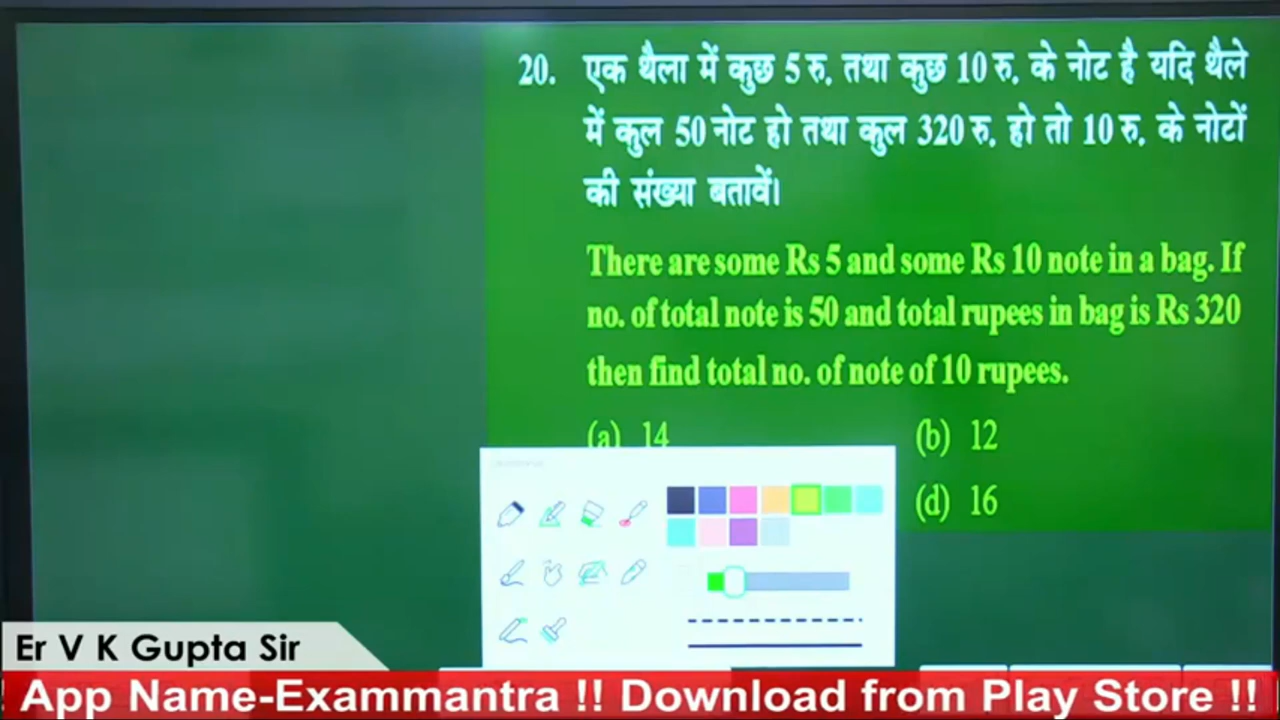 20. एक थैला में कुछ 5 रु. तथा कुछ 10 रु. के नोट है यदि थैले
में कुल 50 नोट हो तथा कुल 320 रु. हो तो 10 रु. के नोटों
की संख्या बतावें।
There are some Rs 5 and some Rs 10 note in a bag. If
no. of total note is 50 and total rupees in bag is Rs 320
then find total no. of note of 10 rupees.
(a) 14 (b) 12
(d) 16
Er V K Gupta Sir
App Name-Exammantra !! Download from Play Store !!